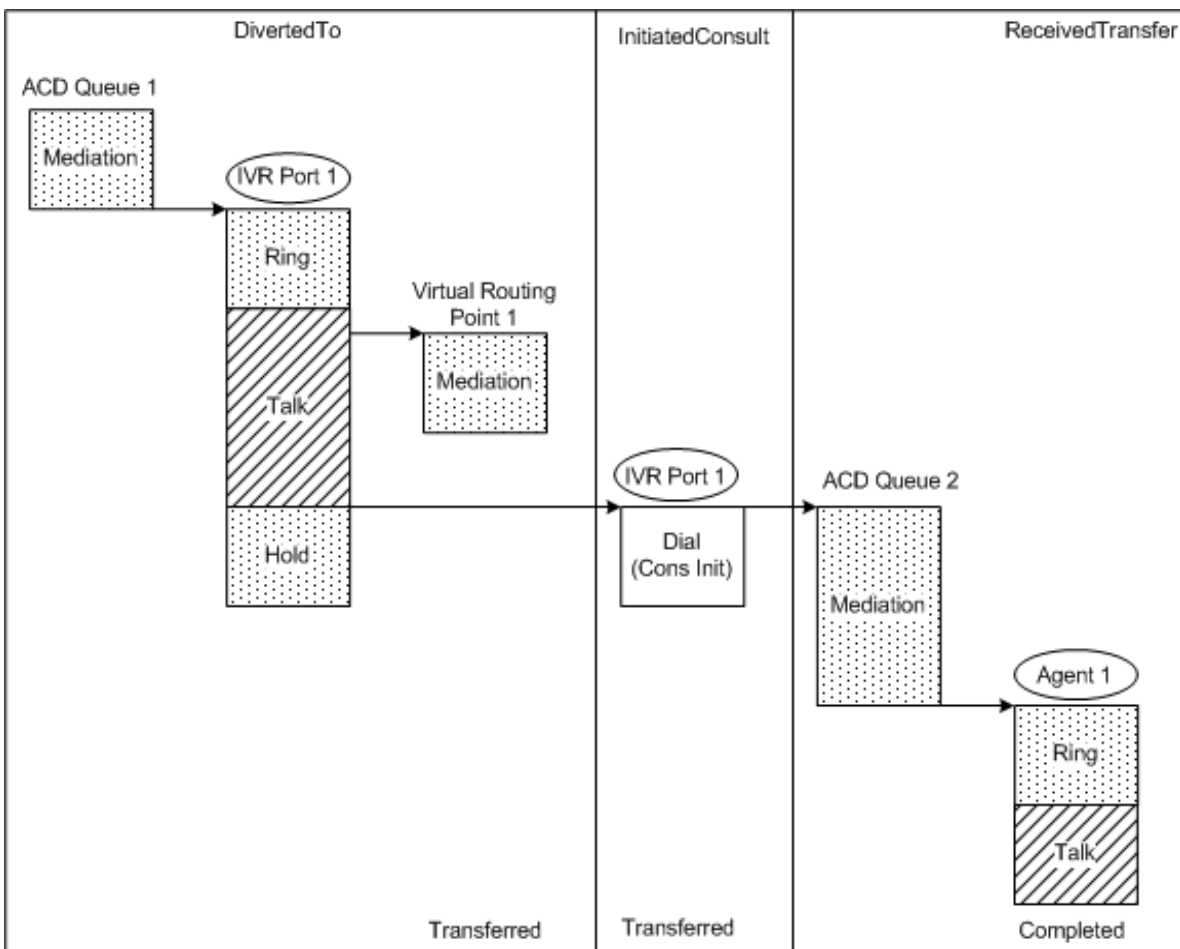 DivertedTo
InitiatedConsult
ReceivedTransfer
ACD Queue 1
Mediation
IVR Port 1
Ring
Talk
Hold
Virtual Routing
Point 1
Mediation
IVR Port 1
Dial
(Cons Init)
ACD Queue 2
Mediation
Agent 1
Ring
Talk
Transferred
Transferred
Completed